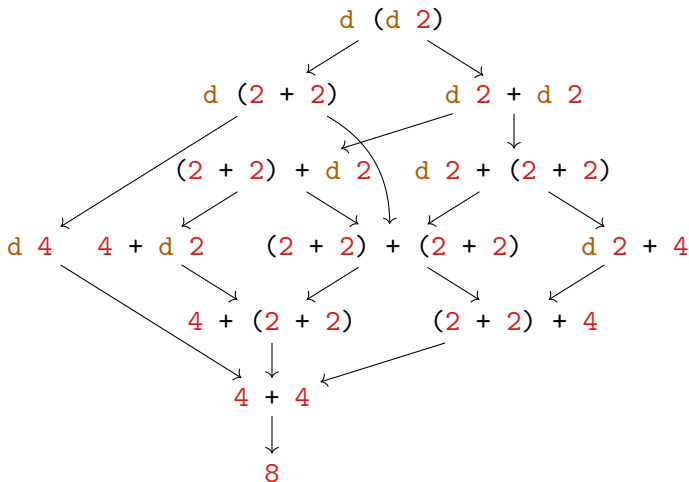 d (d 2)
d (2 + 2) d 2 + d 2
(2 + 2) + d 2 d 2 + (2 + 2)
d 4 4 + d 2 (2 + 2) + (2 + 2) d 2 + 4
4 + (2 + 2) (2 + 2) + 4
4 + 4
8